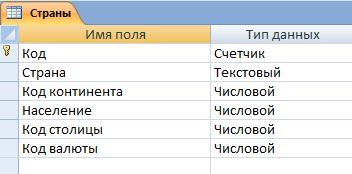 Страны
Имя поля Тип данных
Код Счетчик
Страна Текстовый
Код континента Числовой
Население Числовой
Код столицы Числовой
Код валюты Числовой